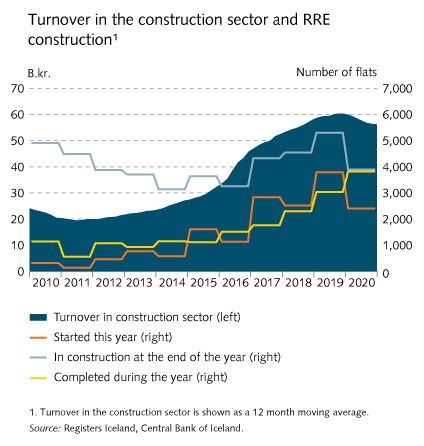 Turnover in the construction sector and RRE
construction¹
B.kr.
Number of flats
70 7,000
60 6,000
50 5,000
40 4,000
30 3,000
20 2,000
10 1,000
0 0
2010 2011 2012 2013 2014 2015 2016 2017 2018 2019 2020
Turnover in construction sector (left)
Started this year (right)
In construction at the end of the year (right)
Completed during the year (right)
1. Turnover in the construction sector is shown as a 12 month moving average.
Source: Registers Iceland, Central Bank of Iceland.